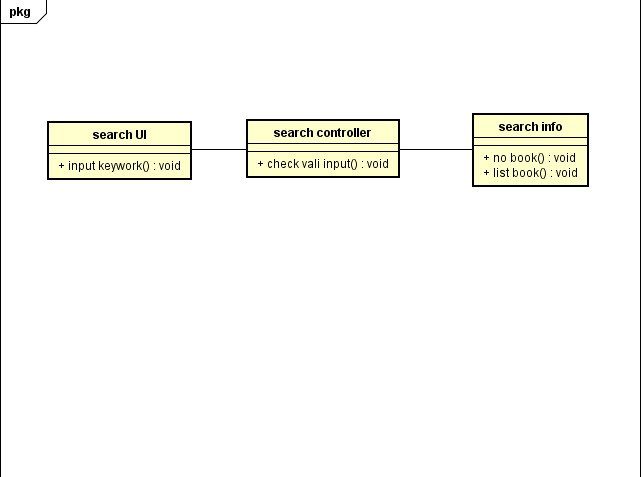 pkg
search UI
+ input keywork() : void
search controller
+ check vali input() : void
search info
+ no book() : void
+ list book() : void